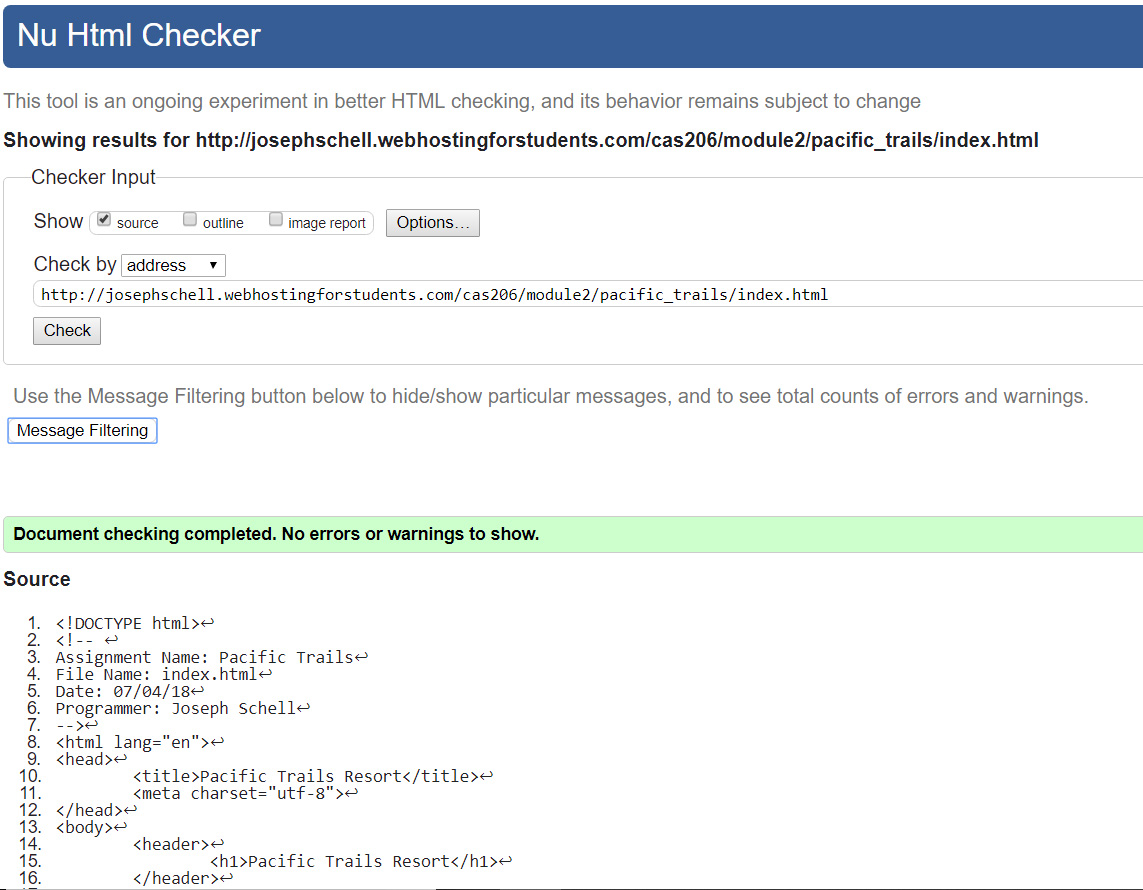 Nu Html Checker
This tool is an ongoing experiment in better HTML checking, and its behavior remains subject to change
Showing results for http://josephschell.webhostingforstudents.com/cas206/module2/pacific_trails/index.html
Checker Input
Show source outline image report Options...
Check by address
http://josephschell.webhostingforstudents.com/cas206/module2/pacific_trails/index.html
Check
Use the Message Filtering button below to hide/show particular messages, and to see total counts of errors and warnings.
Message Filtering
Document checking completed. No errors or warnings to show.
Source
1. <!DOCTYPE html>↩
2. <!-- ↩
3. Assignment Name: Pacific Trails↩
4. File Name: index.html↩
5. Date: 07/04/18↩
6. Programmer: Joseph Schell↩
7. -->↩
8. <html lang="en">↩
9. <head>↩
10. <title>Pacific Trails Resort</title>↩
11. <meta charset="utf-8">↩
12. </head>↩
13. <body>↩
14. <header>↩
15. <h1>Pacific Trails Resort</h1>↩
16. </header>↩